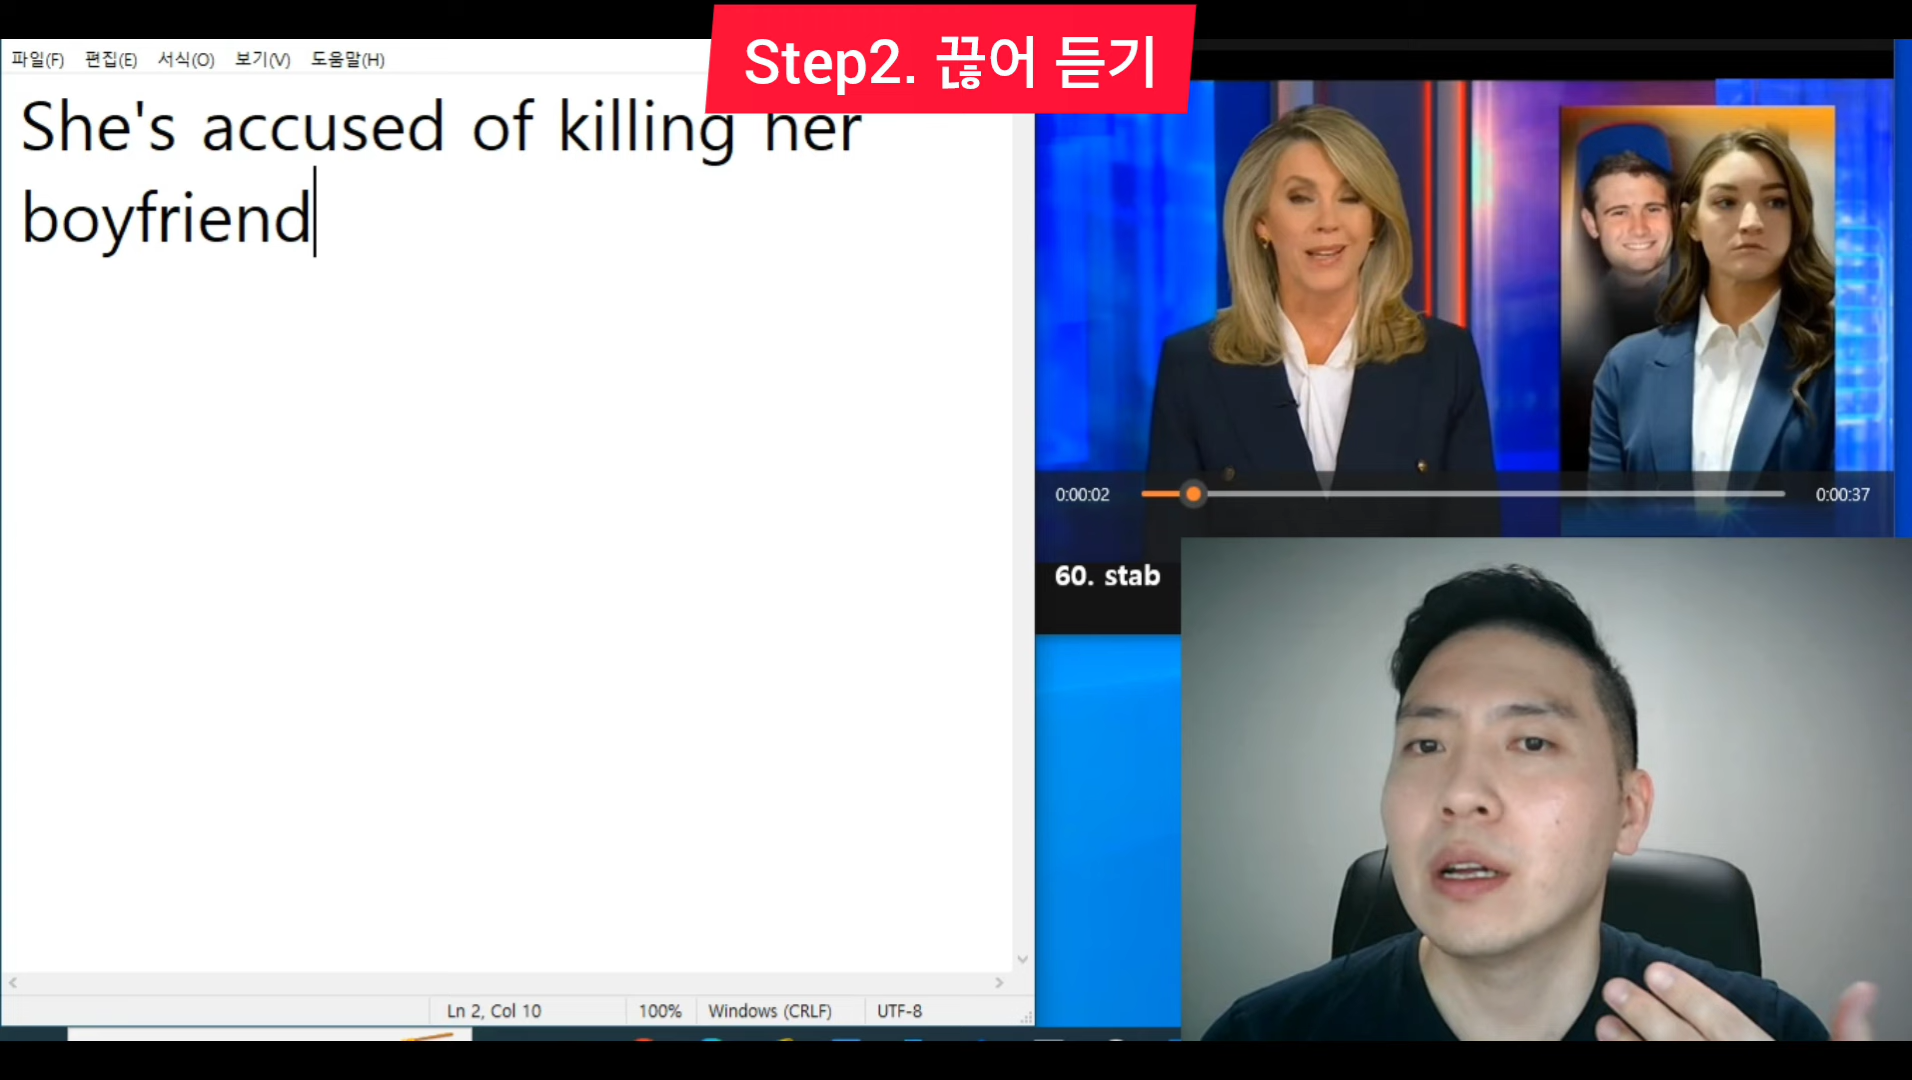 Step2. 끊어 듣기
파일(F) 편집(E) 서식(O) 보기(V) 도움말(H)
She's accused of killing her
boyfriend
0:00:02
0:00:37
60. stab
Ln 2, Col 10
100%
Windows (CRLF)
UTF-8